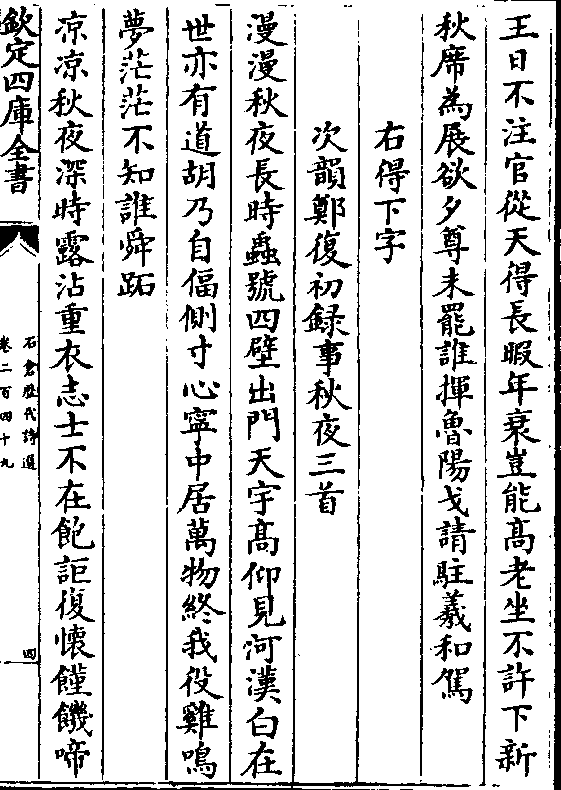 王日不注官從天得長暇年衰豈能高老坐不許下新
秋席為展欲夕尊未罷誰揮魯陽戈請駐羲和駕
右得下字
次韻鄭復初録事秋夜三首
漫漫秋夜長時蟲號四壁出門天宇髙仰見河漢白在
世亦有道胡乃自偪側寸心寧中居萬物終我役雞鳴
夢茫茫不知誰舜跖
凉凉秋夜深時露沾重衣志士不在飽詎復懷饉饑啼
欽定四庫全書
石倉歴代詩選
卷二百四十九
四